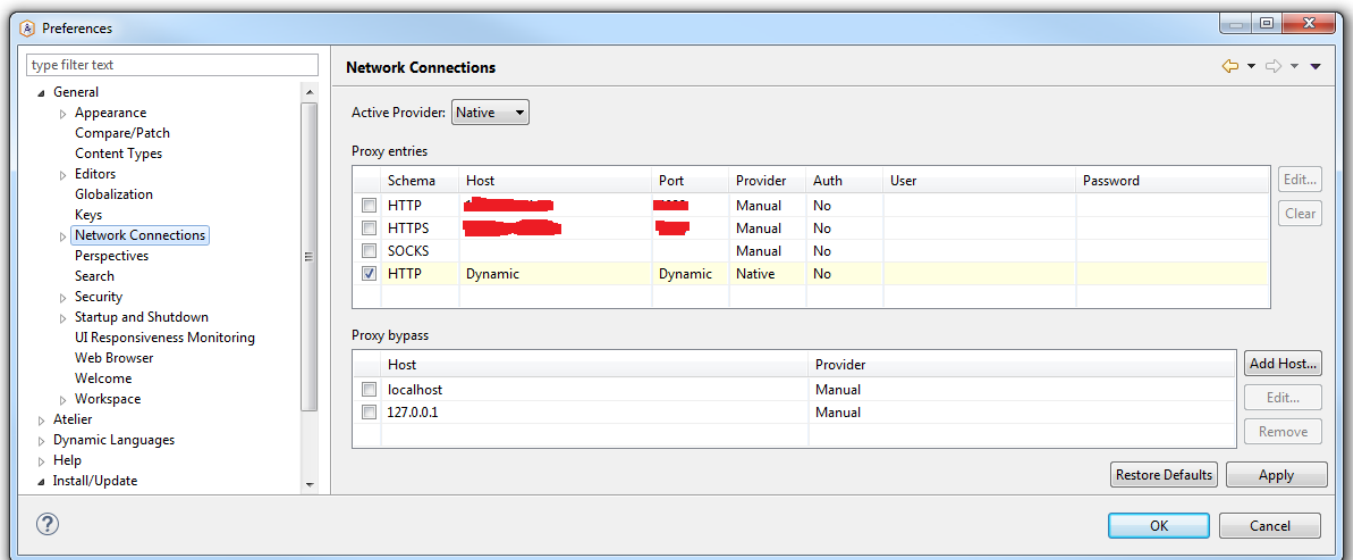 Preferences
type filter text
General
Appearance
Compare/Patch
Content Types
Editors
Globalization
Keys
Network Connections
Perspectives
Search
Security
Startup and Shutdown
UI Responsiveness Monitoring
Web Browser
Welcome
Workspace
Atelier
Dynamic Languages
Help
Install/Update
Network Connections
Active Provider: Native
Proxy entries
Schema Host Port Provider Auth User Password
HTTP Manual No
HTTPS Manual No
SOCKS Manual No
HTTP Dynamic Dynamic Native No
Edit...
Clear
Proxy bypass
Host Provider
localhost Manual
127.0.0.1 Manual
Add Host...
Edit...
Remove
Restore Defaults Apply
OK Cancel